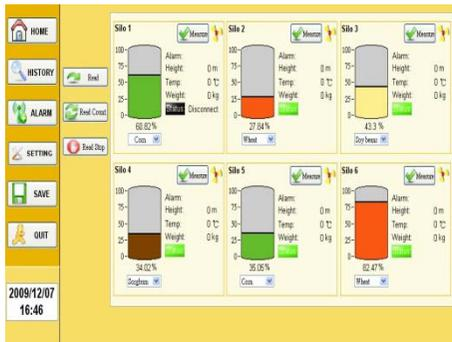 HOME
HISTORY
ALARM
SETTING
SAVE
QUIT
2009/12/07
16:46
Read
Read Count
Read Stop
Silo 1
Measure
100-
75-
50-
25-
0-
Alarm:
Height: 0 m
Temp: 0 ℃
Weight: 0 kg
Status: Disconnect
60.82%
Corn
Silo 2
Measure
100-
75-
50-
25-
0-
Alarm:
Height: 0 m
Temp: 0 ℃
Weight: 0 kg
Status:
27.84%
Wheat
Silo 3
Measure
100-
75-
50-
25-
0-
Alarm:
Height: 0 m
Temp: 0 ℃
Weight: 0 kg
Status:
43.3 %
Soy beans
Silo 4
Measure
100-
75-
50-
25-
0-
Alarm:
Height: 0 m
Temp: 0 ℃
Weight: 0 kg
34.02%
Sorghum
Silo 5
Measure
100-
75-
50-
25-
0-
Alarm:
Height: 0 m
Temp: 0 ℃
Weight: 0 kg
35.05%
Corn
Silo 6
Measure
100-
75-
50-
25-
0-
Alarm:
Height: 0 m
Temp: 0 ℃
Weight: 0 kg
82.47%
Wheat